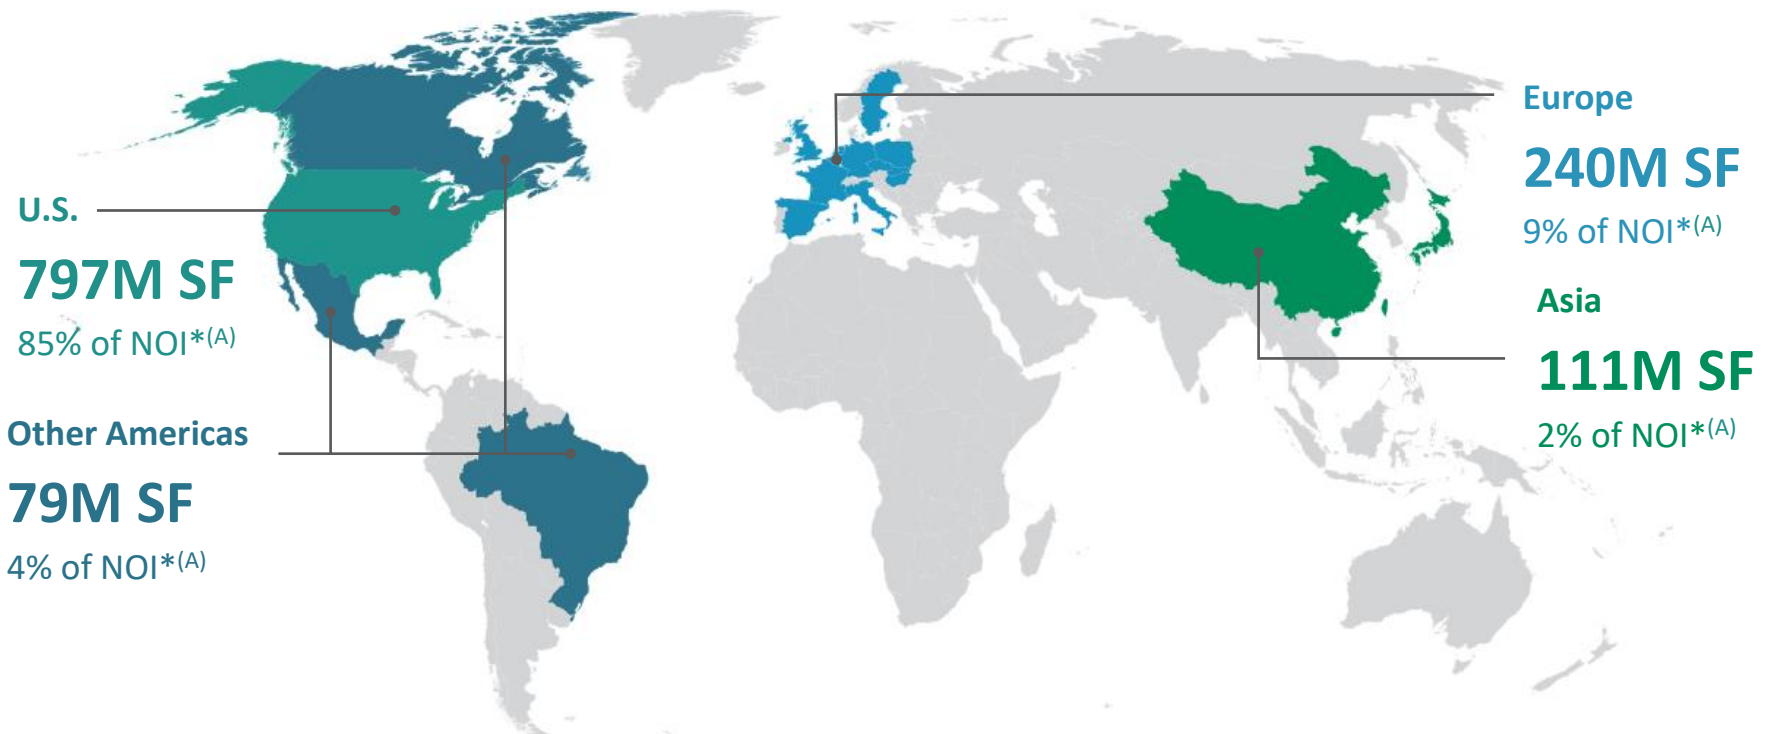 U.S.
797M SF
85% of NOI*(A)
Other Americas
79M SF
4% of NOI*(A)
Europe
240M SF
9% of NOI*(A)
Asia
111M SF
2% of NOI*(A)